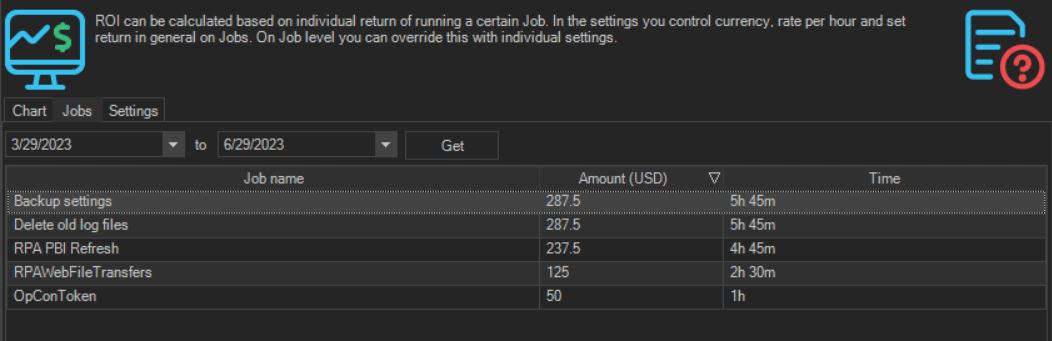 ROI can be calculated based on individual return of running a certain Job. In the settings you control currency, rate per hour and set
return in general on Jobs. On Job level you can override this with individual settings.
Chart Jobs Settings
3/29/2023 to 6/29/2023 Get
Job name Amount (USD) Time
Backup settings 287.5 5h 45m
Delete old log files 287.5 5h 45m
RPA PBI Refresh 237.5 4h 45m
RPAWebFileTransfers 125 2h 30m
OpConToken 50 1h